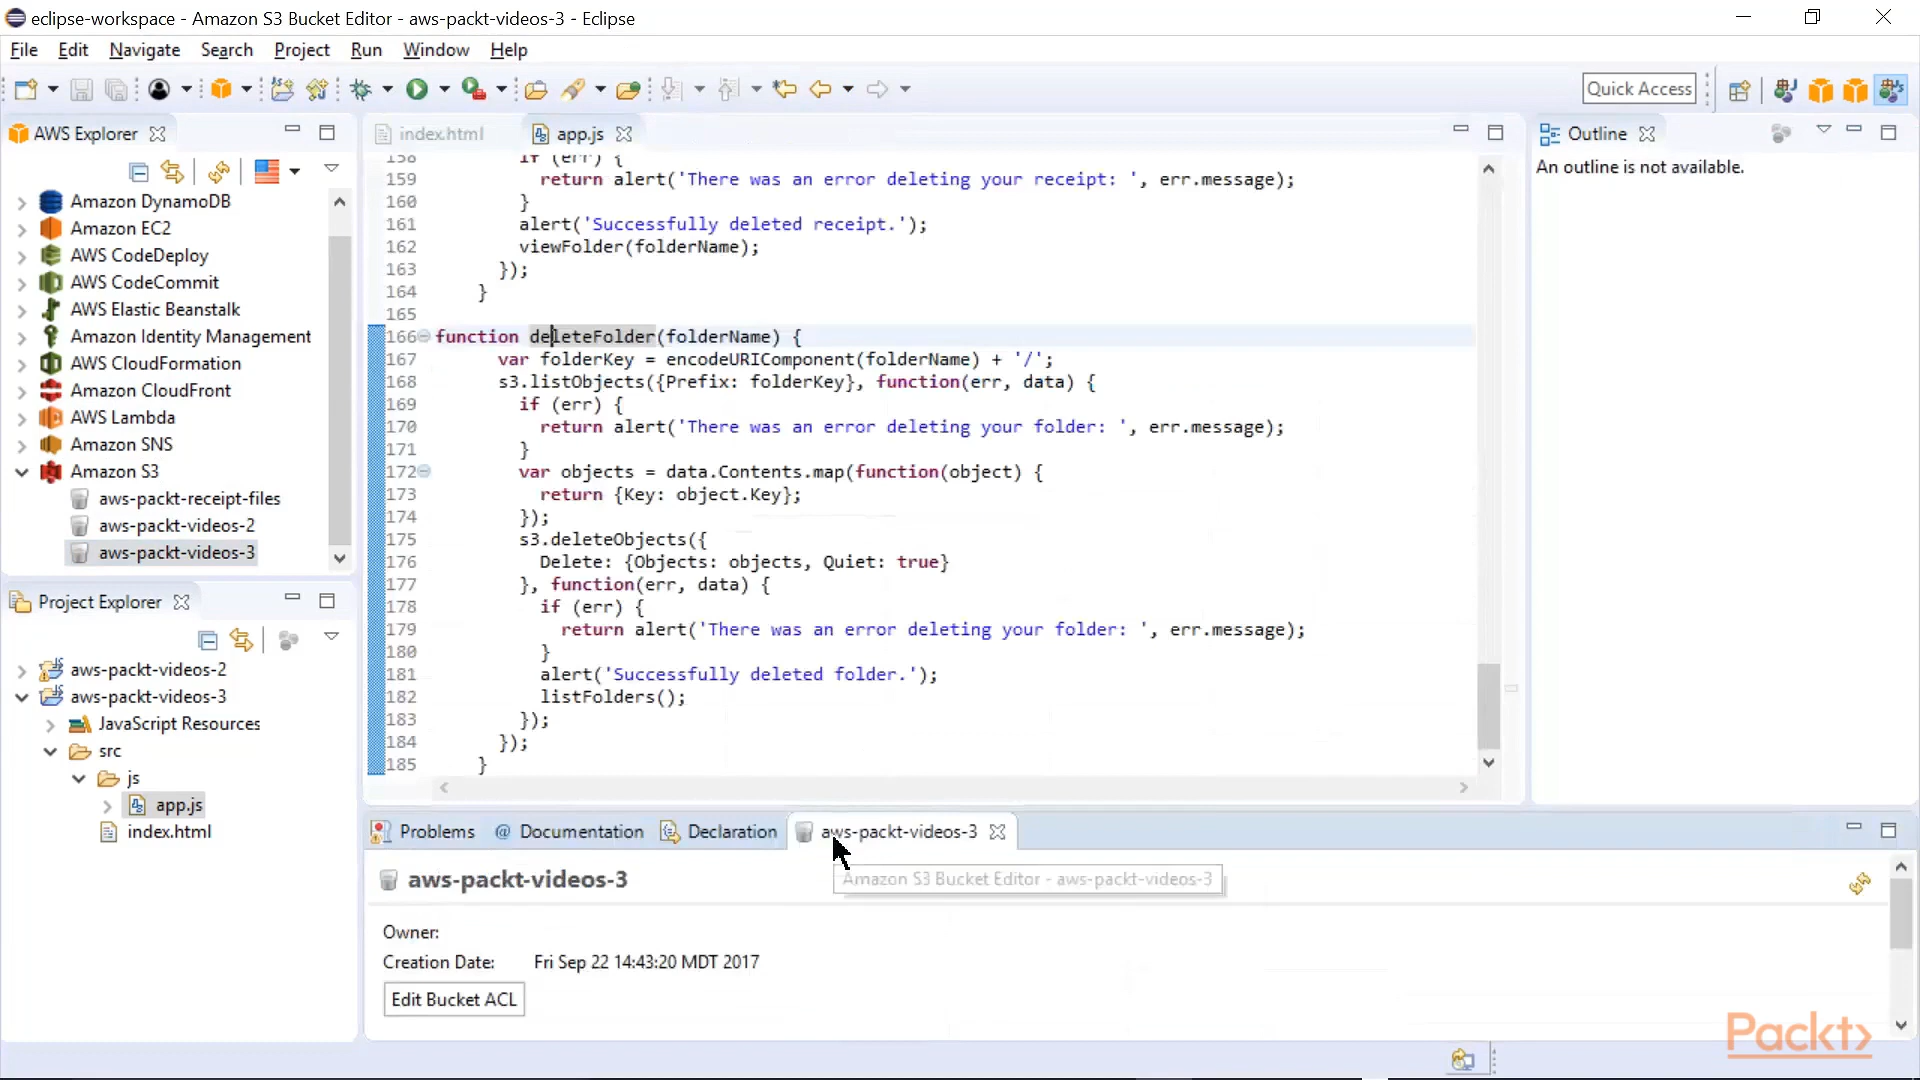 eclipse-workspace - Amazon S3 Bucket Editor - aws-packt-videos-3 - Eclipse
File Edit Navigate Search Project Run Window Help
Quick Access
AWS Explorer
Amazon DynamoDB
Amazon EC2
AWS CodeDeploy
AWS CodeCommit
AWS Elastic Beanstalk
Amazon Identity Management
AWS CloudFormation
Amazon CloudFront
AWS Lambda
Amazon SNS
Amazon S3
aws-packt-receipt-files
aws-packt-videos-2
aws-packt-videos-3
Project Explorer
aws-packt-videos-2
aws-packt-videos-3
JavaScript Resources
src
js
app.js
index.html
index.html app.js
158 if (err) {
159 return alert('There was an error deleting your receipt: ', err.message);
160 }
161 alert('Successfully deleted receipt.');
162 viewFolder(folderName);
163 });
164 }
165
166 function deleteFolder(folderName) {
167 var folderKey = encodeURIComponent(folderName) + '/';
168 s3.listObjects({Prefix: folderKey}, function(err, data) {
169 if (err) {
170 return alert('There was an error deleting your folder: ', err.message);
171 }
172 var objects = data.Contents.map(function(object) {
173 return {Key: object.Key};
174 });
175 s3.deleteObjects({
176 Delete: {Objects: objects, Quiet: true}
177 }, function(err, data) {
178 if (err) {
179 return alert('There was an error deleting your folder: ', err.message);
180 }
181 alert('Successfully deleted folder.');
182 listFolders();
183 });
184 });
185 }
Outline
An outline is not available.
Problems @ Documentation Declaration aws-packt-videos-3
aws-packt-videos-3
Amazon S3 Bucket Editor - aws-packt-videos-3
Owner:
Creation Date: Fri Sep 22 14:43:20 MDT 2017
Edit Bucket ACL
Packt>